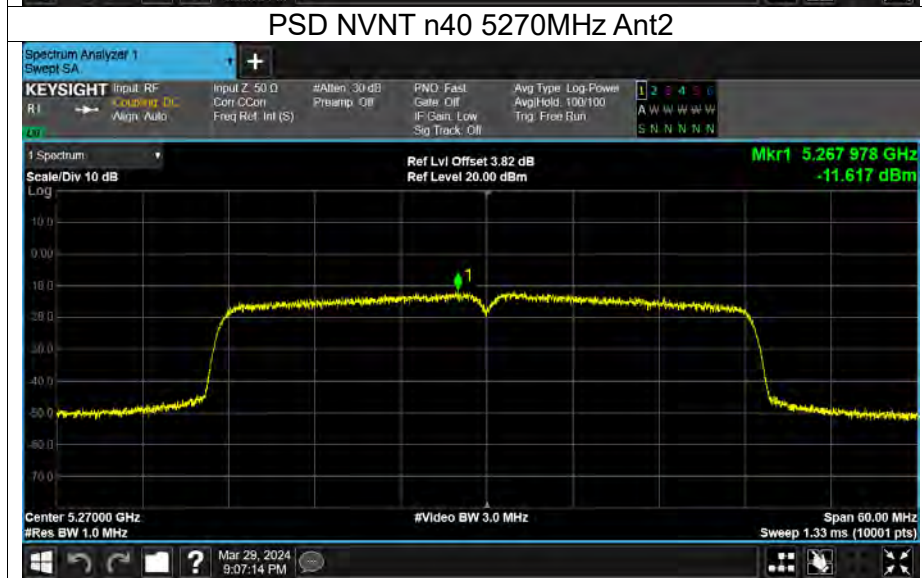 PSD NVNT n40 5270MHz Ant2
Spectrum Analyzer 1
Swept SA
+
KEYSIGHT Input: RF
Coupling: DC
Align: Auto
Input Z: 50 Ω
Corr CCorr
Freq Ref: Int (S)
#Atten: 30 dB
Preamp: Off
PNO: Fast
Gate: Off
IF Gain: Low
Sig Track: Off
Avg Type: Log-Power
Avg|Hold: 100/100
Trig: Free Run
1 2 3 4 5 6
A W W W W W
S N N N N N
1 Spectrum
Scale/Div 10 dB
Log
Ref Lvl Offset 3.82 dB
Ref Level 20.00 dBm
Mkr1 5.267 978 GHz
-11.617 dBm
10.0
0.00
-10.0
-20.0
-30.0
-40.0
-50.0
-60.0
-70.0
1
Center 5.27000 GHz
#Res BW 1.0 MHz
#Video BW 3.0 MHz
Span 60.00 MHz
Sweep 1.33 ms (10001 pts)
?
Mar 29, 2024
9:07:14 PM